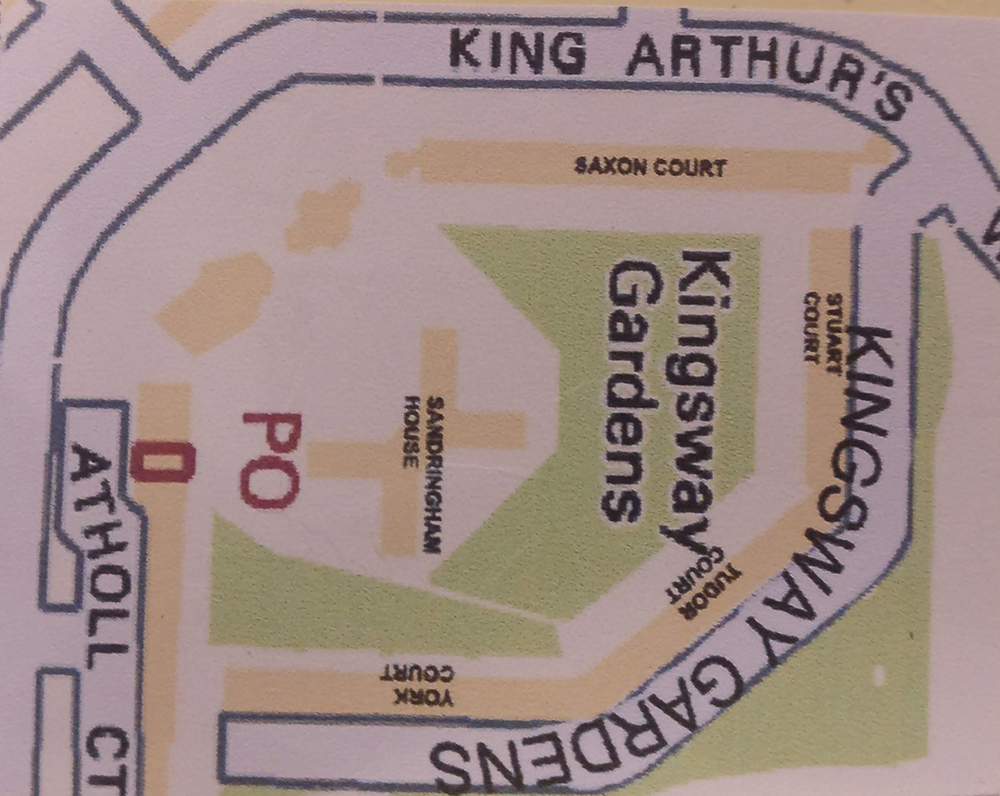 KING ARTHUR'S
SAXON COURT
Kingsway
Gardens
STUART
COURT
KINGSWAY GARDENS
SANDRINGHAM
HOUSE
PO
TUDOR
COURT
YORK
COURT
ATHOLL CT